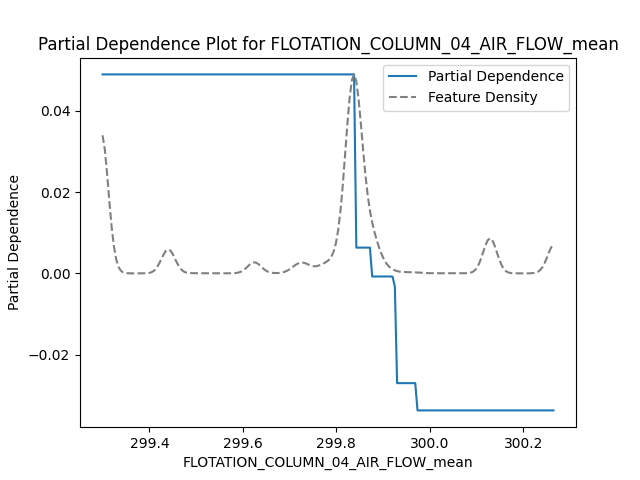 Partial Dependence Plot for FLOTATION_COLUMN_04_AIR_FLOW_mean
Partial Dependence
Feature Density
Partial Dependence
0.04
0.02
0.00
−0.02
299.4 299.6 299.8 300.0 300.2
FLOTATION_COLUMN_04_AIR_FLOW_mean